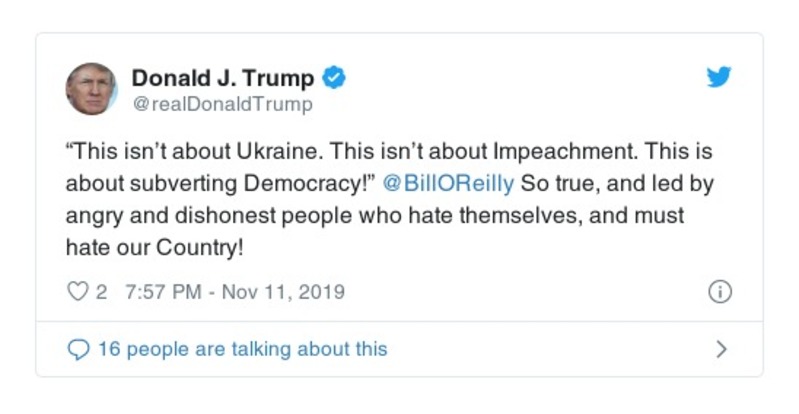 Donald J. Trump
@realDonaldTrump
“This isn’t about Ukraine. This isn’t about Impeachment. This is
about subverting Democracy!” @BillOReilly So true, and led by
angry and dishonest people who hate themselves, and must
hate our Country!
2 7:57 PM - Nov 11, 2019
16 people are talking about this